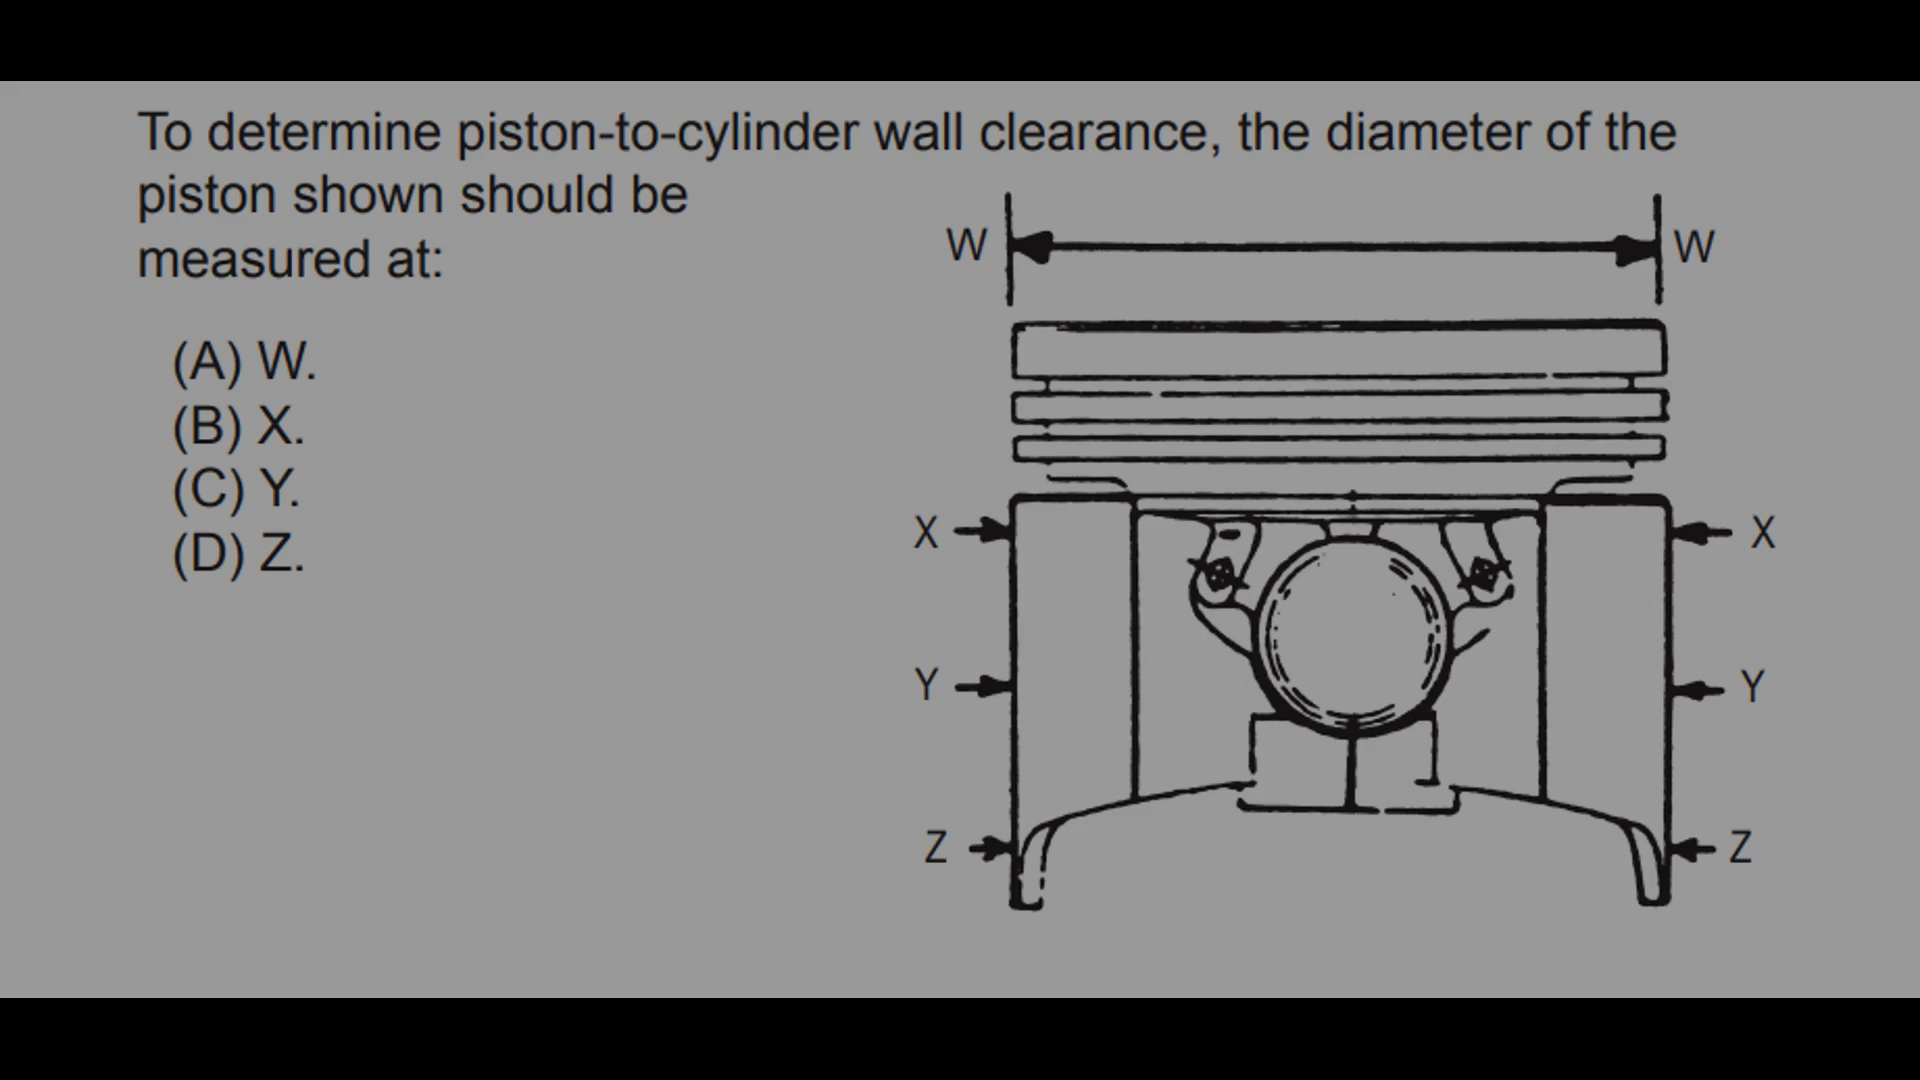 To determine piston-to-cylinder wall clearance, the diameter of the
piston shown should be
measured at:
(A) W.
(B) X.
(C) Y.
(D) Z.
W W
X X
Y Y
Z Z